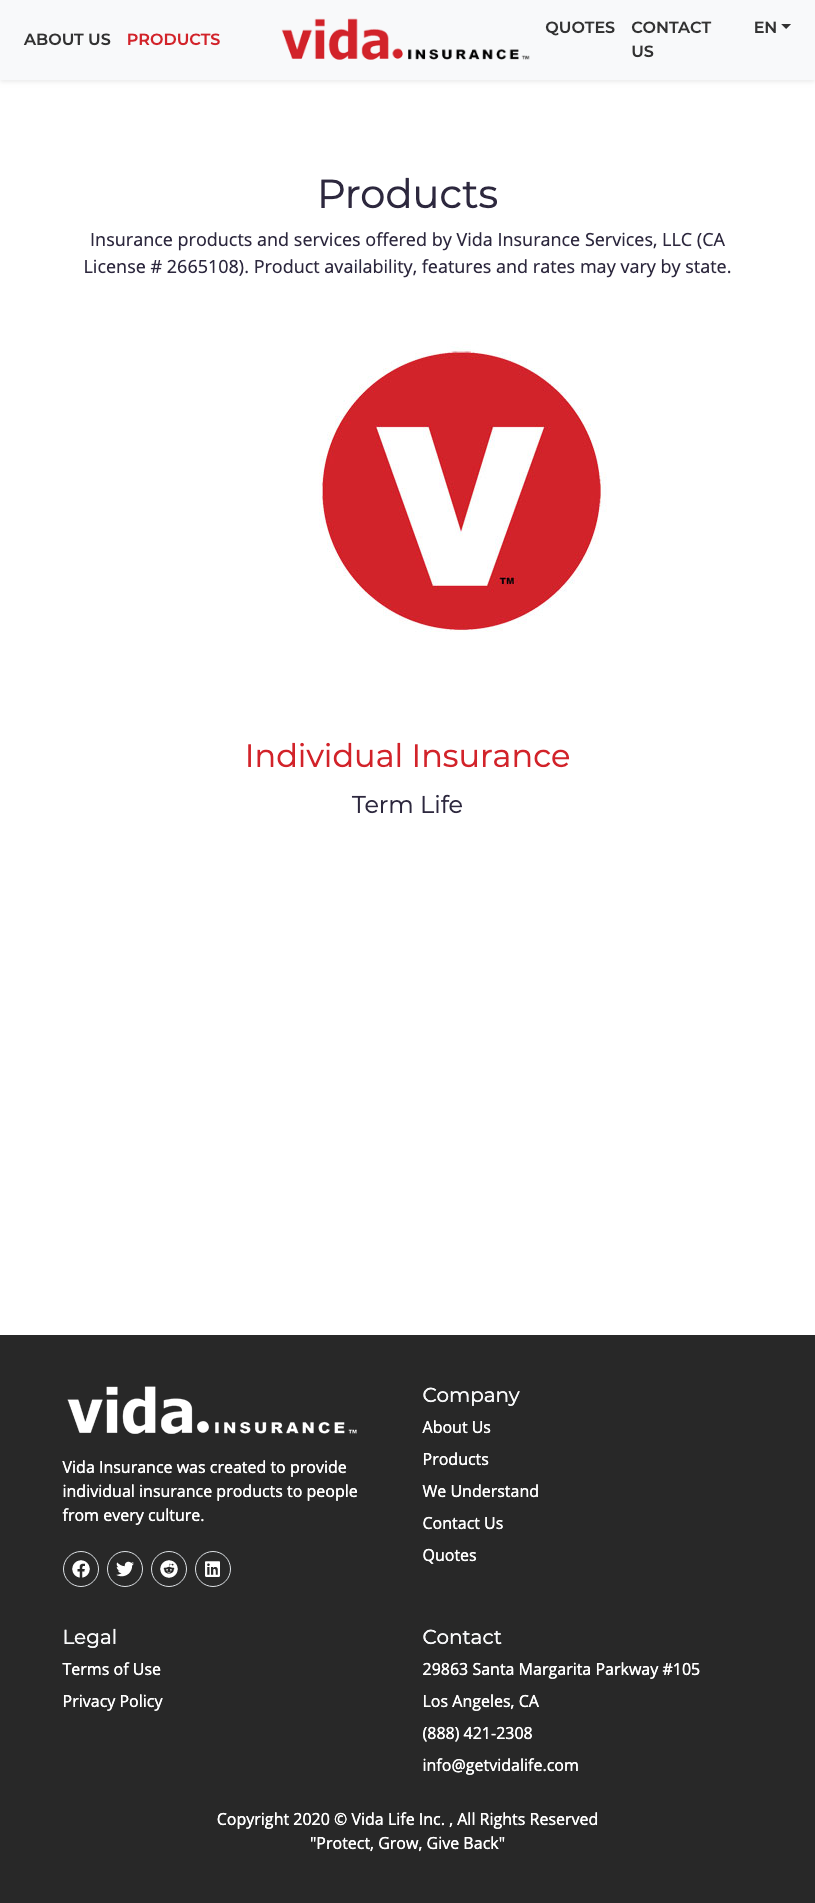 ABOUT US PRODUCTS
vida.INSURANCE™
QUOTES CONTACT US
EN
Products
Insurance products and services offered by Vida Insurance Services, LLC (CA
License # 2665108). Product availability, features and rates may vary by state.
V™
Individual Insurance
Term Life
vida.INSURANCE™
Vida Insurance was created to provide
individual insurance products to people
from every culture.
Company
About Us
Products
We Understand
Contact Us
Quotes
Legal
Terms of Use
Privacy Policy
Contact
29863 Santa Margarita Parkway #105
Los Angeles, CA
(888) 421-2308
info@getvidalife.com
Copyright 2020 © Vida Life Inc. , All Rights Reserved
"Protect, Grow, Give Back"